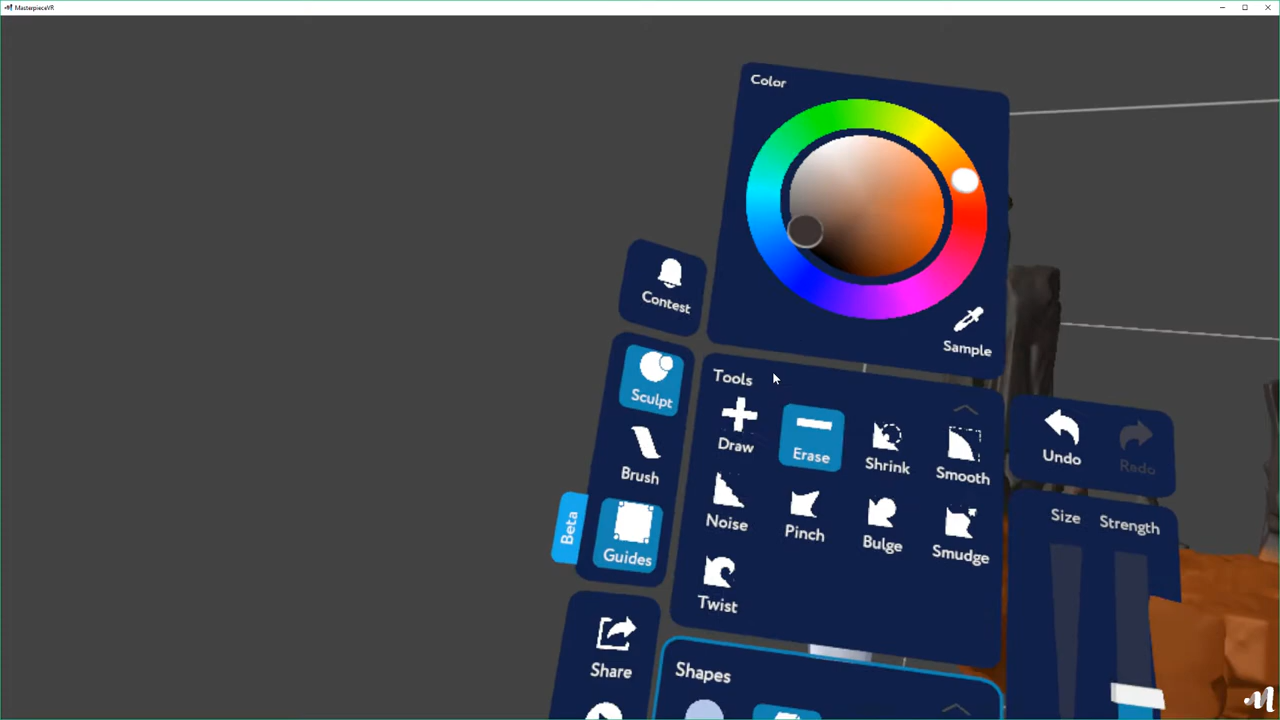 MasterpieceVR
Color
Contest
Sample
Sculpt
Tools
Draw
Erase
Shrink
Smooth
Undo
Redo
Brush
Noise
Pinch
Bulge
Smudge
Size
Strength
Beta
Guides
Twist
Share
Shapes